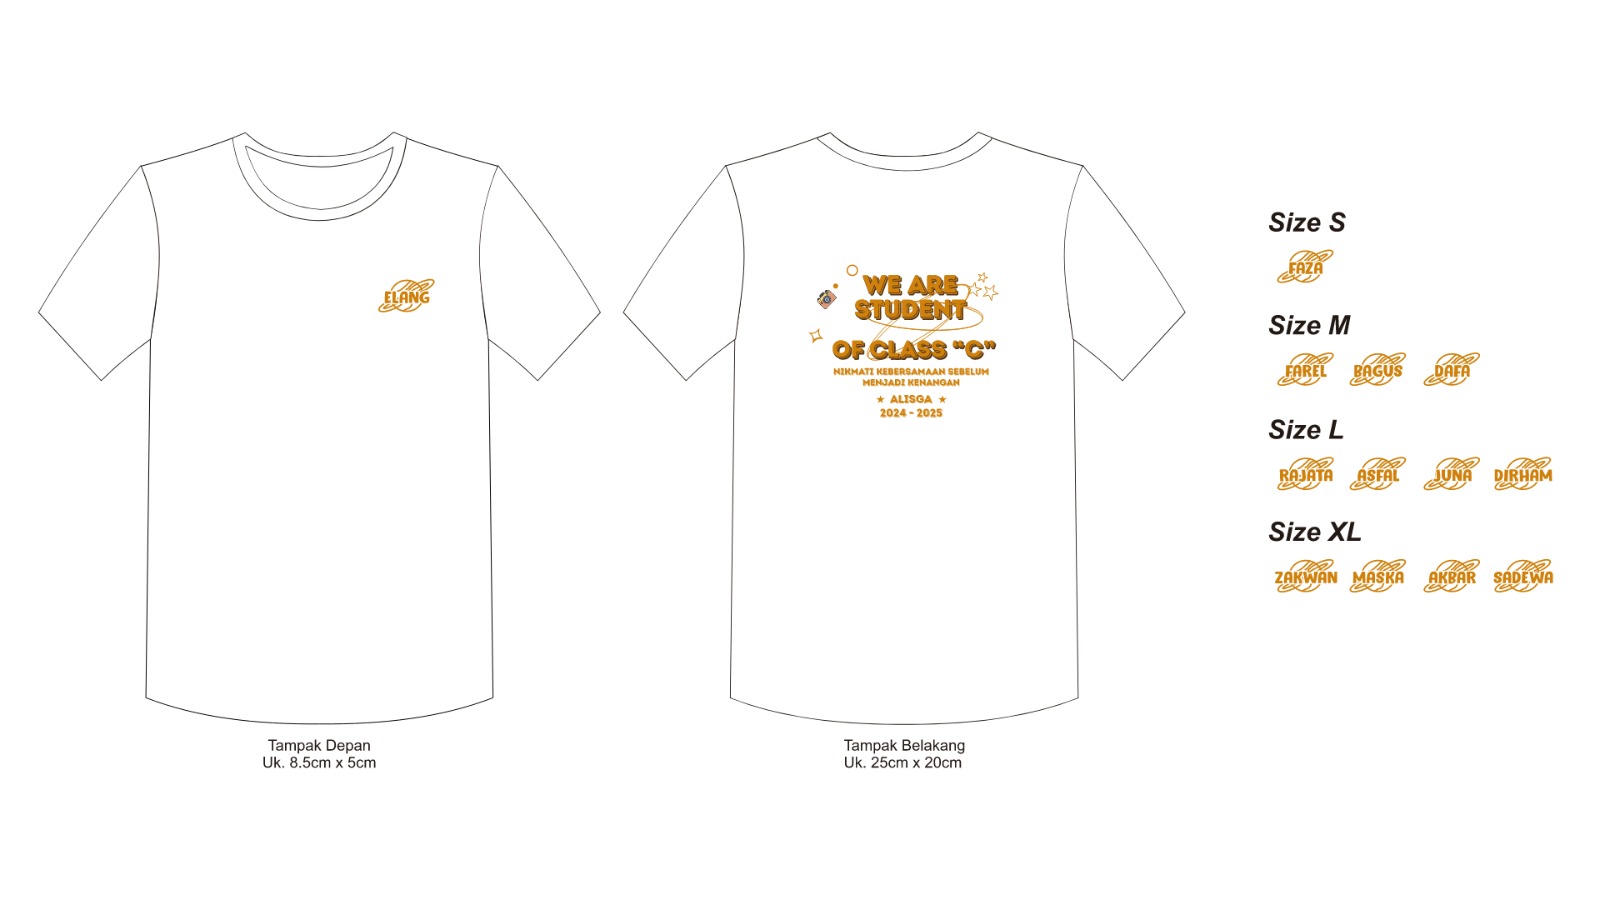 ELANG
Tampak Depan
Uk. 8.5cm x 5cm
WE ARE
STUDENT
OF CLASS “C”
NIKMATI KEBERSAMAAN SEBELUM
MENJADI KENANGAN
★ ALISGA ★
2024 - 2025
Tampak Belakang
Uk. 25cm x 20cm
Size S
FAZA
Size M
FAREL BAGUS DAFA
Size L
RAJATA ASFAL JUNA DIRHAM
Size XL
ZAKWAN MASKA AKBAR SADEWA